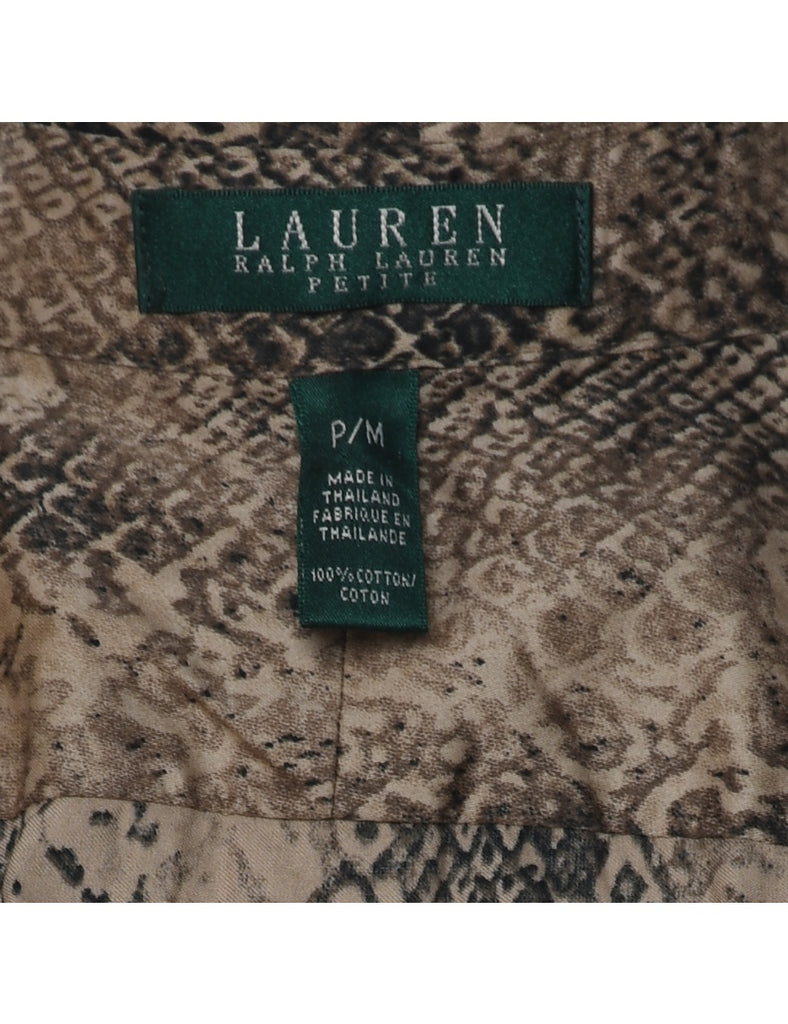 LAUREN
RALPH LAUREN
PETITE
P/M
MADE IN
THAILAND
FABRIQUE EN
THAILANDE
100% COTTON/
COTON